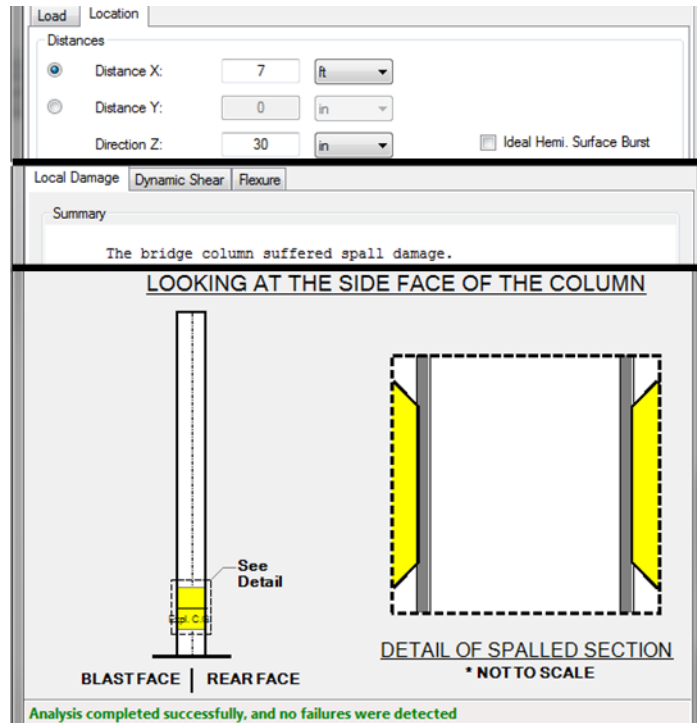 Load Location
Distances
Distance X: 7 ft
Distance Y: 0 in
Direction Z: 30 in Ideal Hemi. Surface Burst
Local Damage Dynamic Shear Flexure
Summary
The bridge column suffered spall damage.
LOOKING AT THE SIDE FACE OF THE COLUMN
See
Detail
Expl. C.G.
BLAST FACE | REAR FACE
DETAIL OF SPALLED SECTION
* NOT TO SCALE
Analysis completed successfully, and no failures were detected